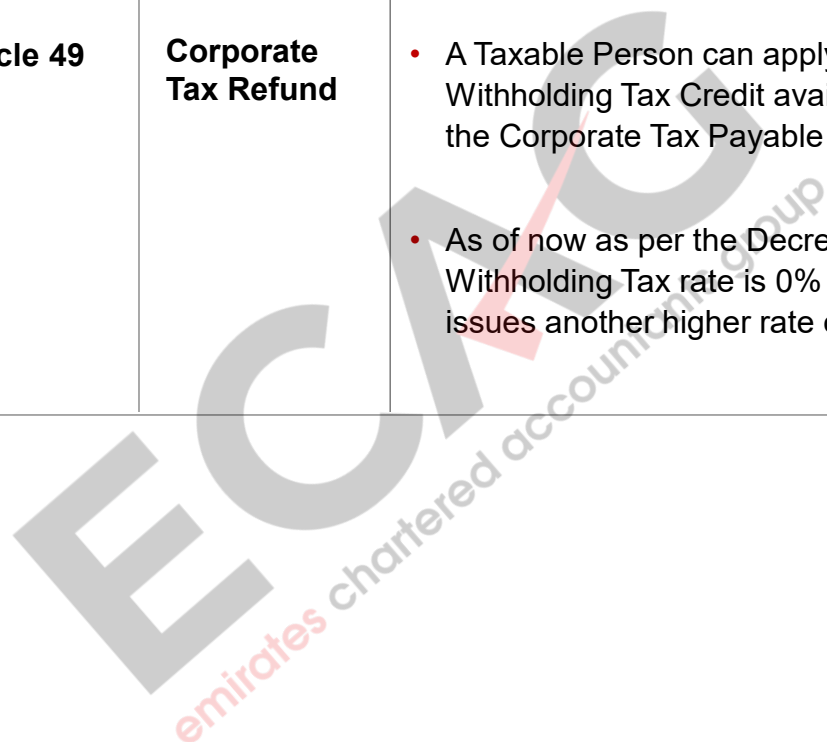 cle 49
Corporate
Tax Refund
• A Taxable Person can apply
Withholding Tax Credit avai
the Corporate Tax Payable
• As of now as per the Decre
Withholding Tax rate is 0%
issues another higher rate
ECAG
emirates chartered accountants group